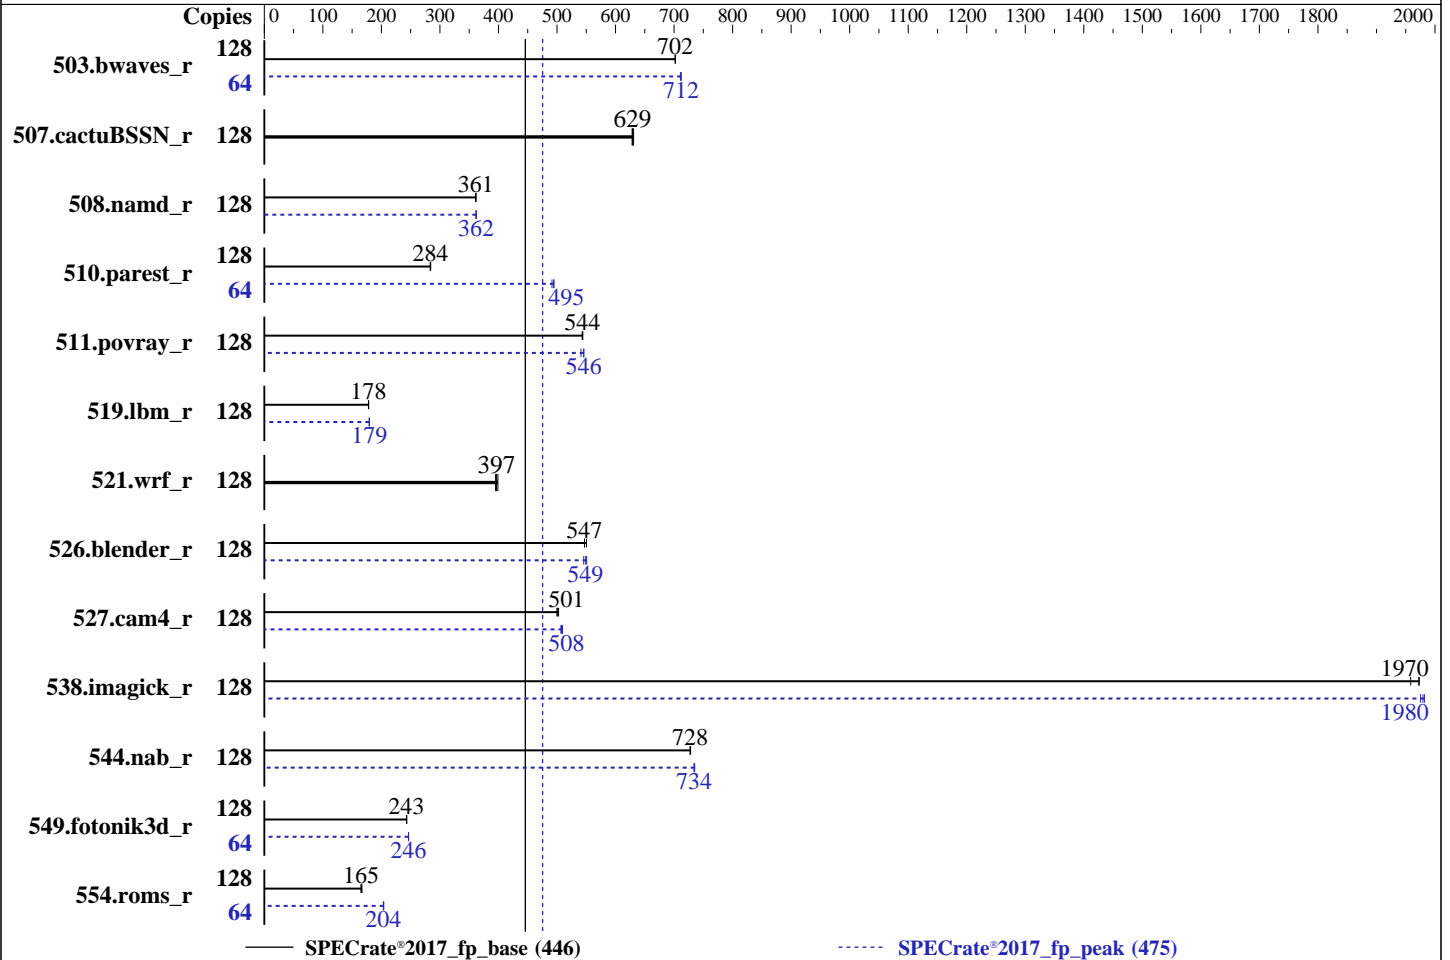 Copies 0 100 200 300 400 500 600 700 800 900 1000 1100 1200 1300 1400 1500 1600 1700 1800 2000
503.bwaves_r 128 702
64 712
507.cactuBSSN_r 128 629
508.namd_r 128 361
362
510.parest_r 128 284
64 495
511.povray_r 128 544
546
519.lbm_r 128 178
179
521.wrf_r 128 397
526.blender_r 128 547
549
527.cam4_r 128 501
508
538.imagick_r 128 1970
1980
544.nab_r 128 728
734
549.fotonik3d_r 128 243
64 246
554.roms_r 128 165
64 204
SPECrate®2017_fp_base (446) SPECrate®2017_fp_peak (475)